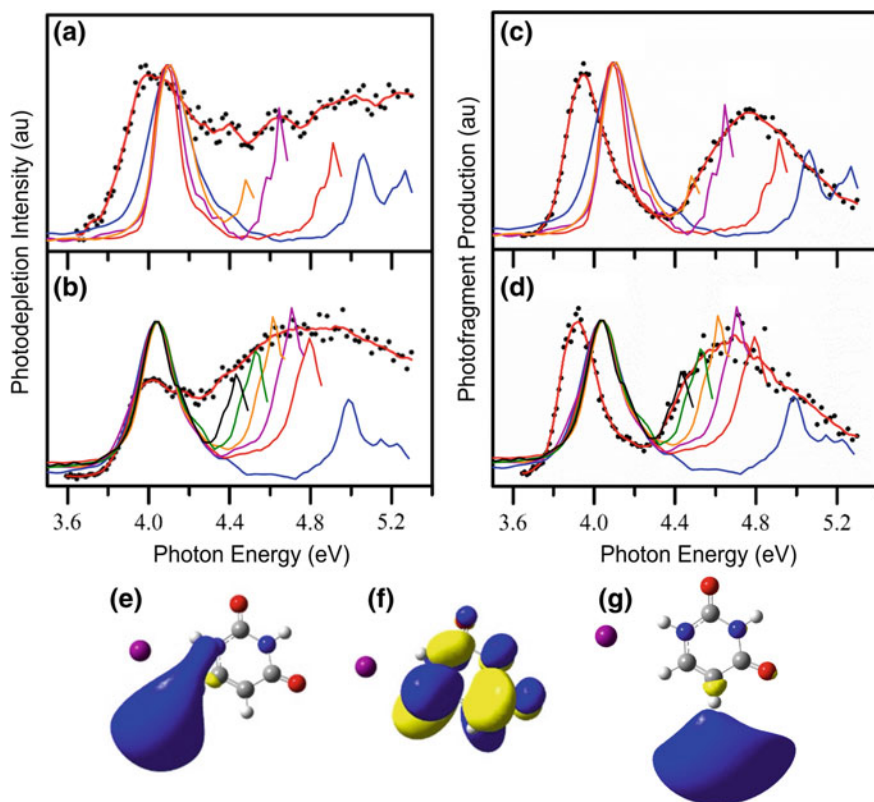 (a)
(c)
(b)
(d)
Photodepletion Intensity (au)
Photofragment Production (au)
3.6 4.0 4.4 4.8 5.2
3.6 4.0 4.4 4.8 5.2
Photon Energy (eV)
Photon Energy (eV)
(e)
(f)
(g)